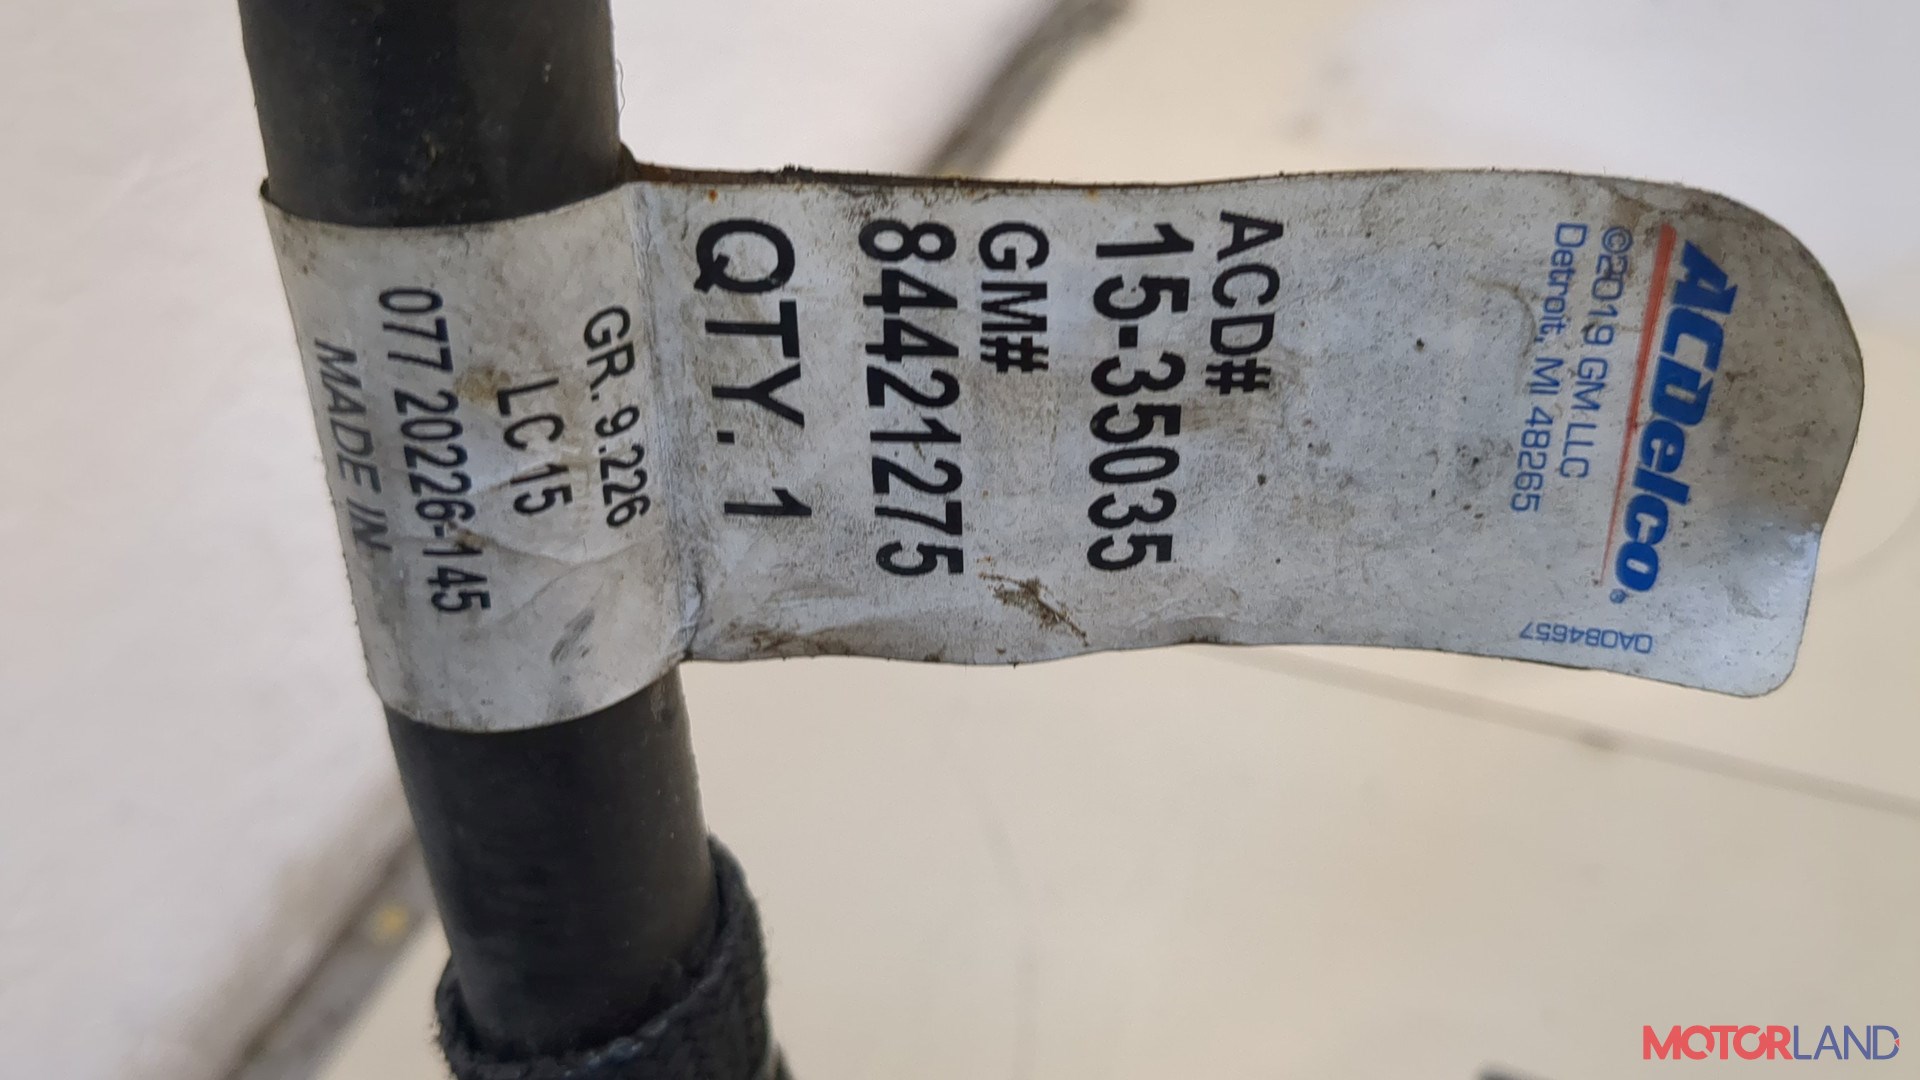 ACDelco®
©2019 GM LLC
Detroit, MI 48265
0A084657
ACD#
15-35035
GM#
84421275
QTY. 1
GR. 9.226
LC 15
077 20226-145
MADE IN
MOTORLAND